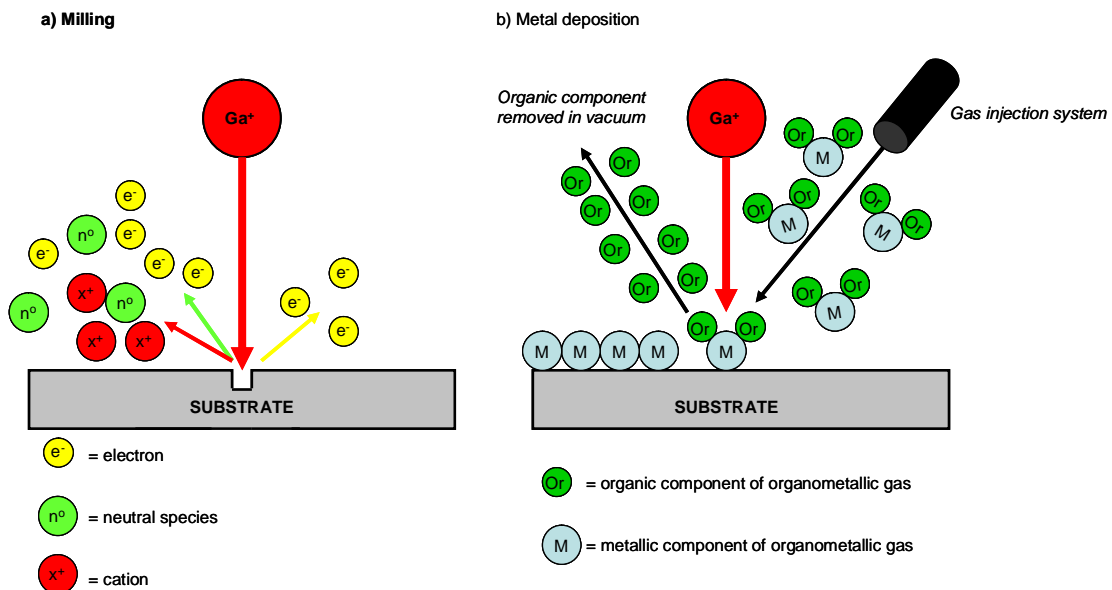 a) Milling
Ga⁺
e⁻
e⁻
nº
e⁻
e⁻
e⁻
e⁻
x⁺
nº
e⁻
nº
x⁺
x⁺
e⁻
SUBSTRATE
e⁻ = electron
nº = neutral species
x⁺ = cation
b) Metal deposition
Organic component
removed in vacuum
Ga⁺
Gas injection system
Or
Or
M
Or
Or
Or
Or
M
Or
Or
M
Or
Or
Or
Or
Or
Or
Or
Or
M
Or
Or
M
M
M
M
M
SUBSTRATE
Or = organic component of organometallic gas
M = metallic component of organometallic gas